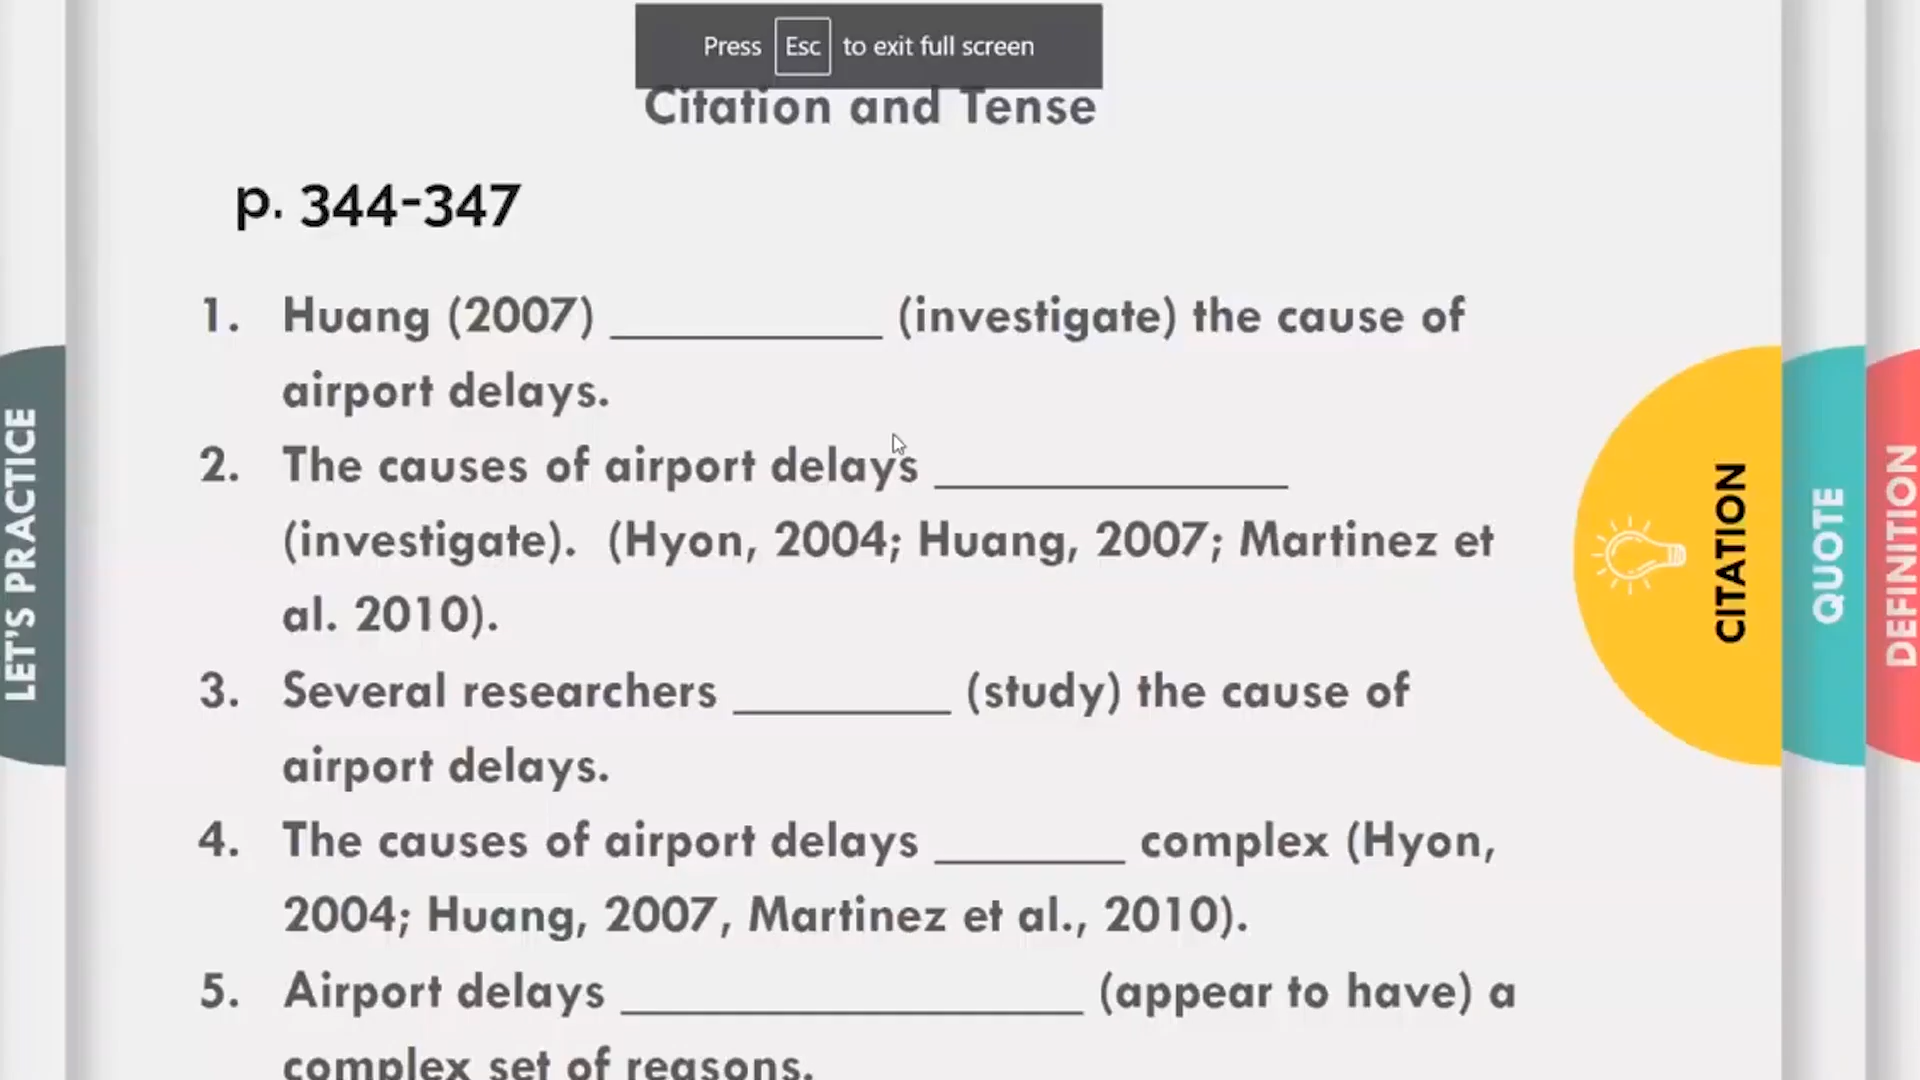 Press Esc to exit full screen
Citation and Tense
p. 344-347
1. Huang (2007) __________ (investigate) the cause of
airport delays.
2. The causes of airport delays _____________
(investigate). (Hyon, 2004; Huang, 2007; Martinez et
al. 2010).
3. Several researchers ________ (study) the cause of
airport delays.
4. The causes of airport delays _______ complex (Hyon,
2004; Huang, 2007, Martinez et al., 2010).
5. Airport delays _________________ (appear to have) a
complex set of reasons.
LET'S PRACTICE
CITATION
QUOTE
DEFINITION